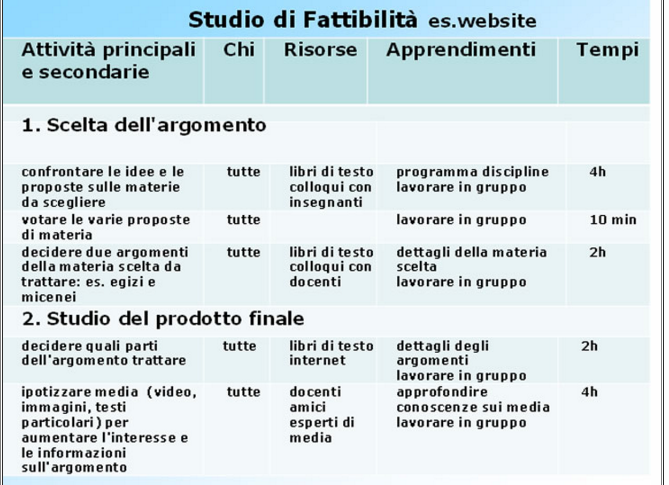 Studio di Fattibilità es.website
Attività principali e secondarie Chi Risorse Apprendimenti Tempi
1. Scelta dell'argomento
confrontare le idee e le tutte libri di testo programma discipline 4h
proposte sulle materie colloqui con lavorare in gruppo
da scegliere insegnanti
votare le varie proposte tutte lavorare in gruppo 10 min
di materia
decidere due argomenti tutte libri di testo dettagli della materia 2h
della materia scelta da colloqui con scelta
trattare: es. egizi e docenti lavorare in gruppo
micenei
2. Studio del prodotto finale
decidere quali parti tutte libri di testo dettagli degli 2h
dell'argomento trattare internet argomenti
lavorare in gruppo
ipotizzare media (video, tutte docenti approfondire 4h
immagini, testi amici conoscenze sui media
particolari) per esperti di lavorare in gruppo
aumentare l'interesse e media
le informazioni
sull'argomento